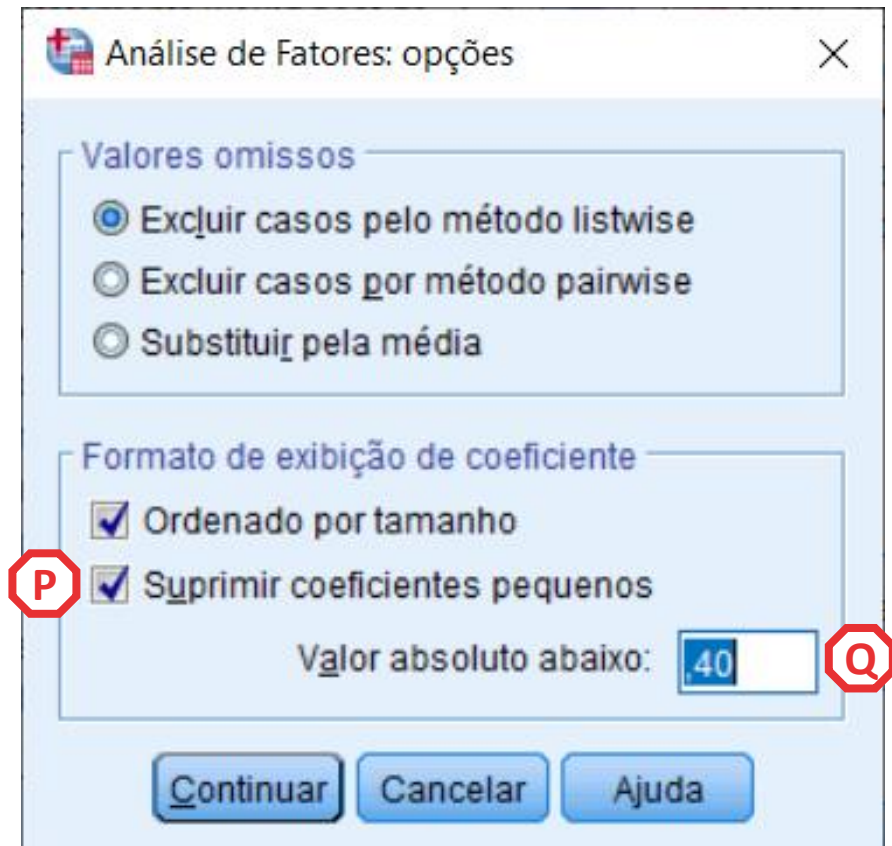 Análise de Fatores: opções
Valores omissos
Excluir casos pelo método listwise
Excluir casos por método pairwise
Substituir pela média
Formato de exibição de coeficiente
Ordenado por tamanho
P Suprimir coeficientes pequenos
Valor absoluto abaixo: ,40 Q
Continuar Cancelar Ajuda